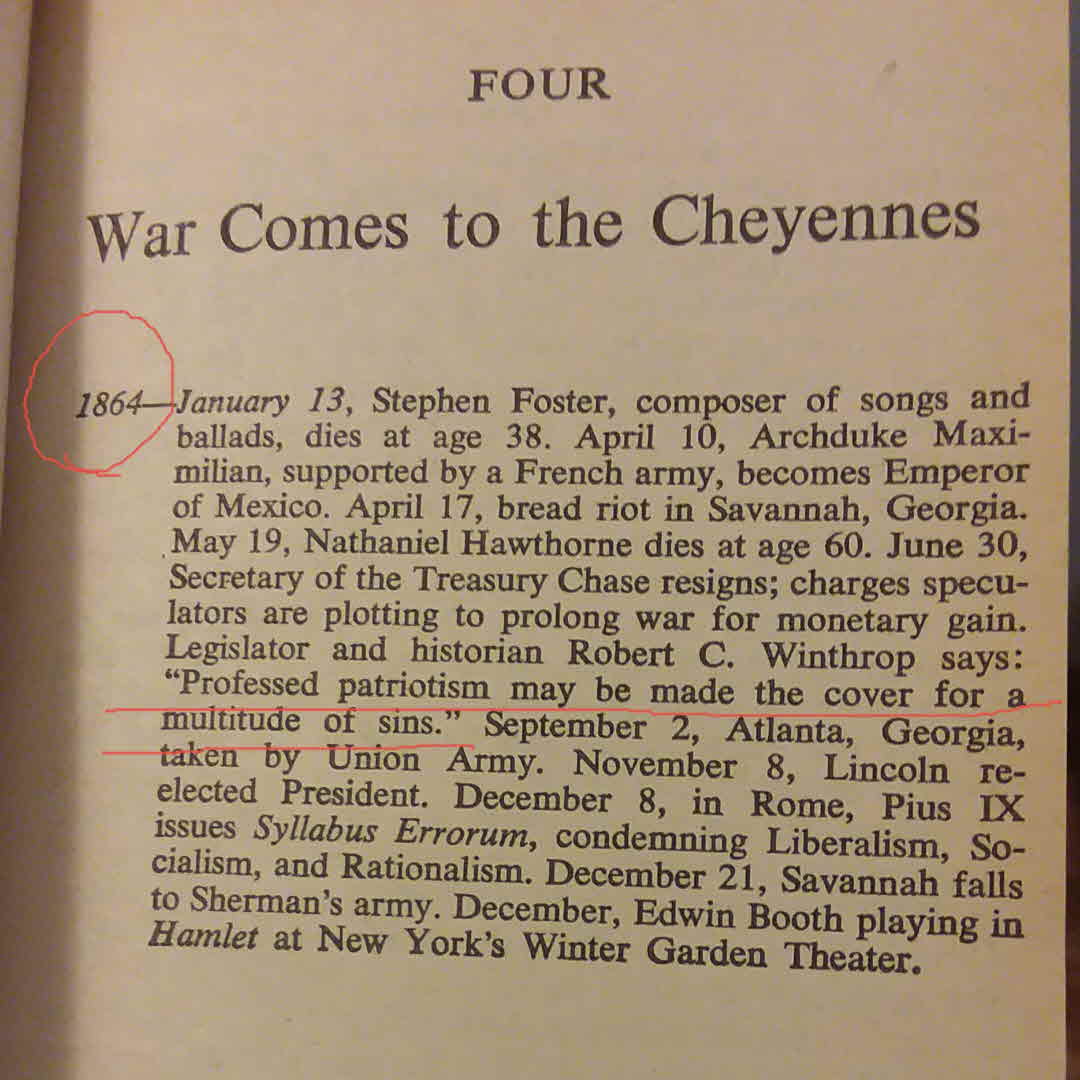 FOUR
War Comes to the Cheyennes
1864—January 13, Stephen Foster, composer of songs and
ballads, dies at age 38. April 10, Archduke Maxi-
milian, supported by a French army, becomes Emperor
of Mexico. April 17, bread riot in Savannah, Georgia.
May 19, Nathaniel Hawthorne dies at age 60. June 30,
Secretary of the Treasury Chase resigns; charges specu-
lators are plotting to prolong war for monetary gain.
Legislator and historian Robert C. Winthrop says:
“Professed patriotism may be made the cover for a
multitude of sins.” September 2, Atlanta, Georgia,
taken by Union Army. November 8, Lincoln re-
elected President. December 8, in Rome, Pius IX
issues Syllabus Errorum, condemning Liberalism, So-
cialism, and Rationalism. December 21, Savannah falls
to Sherman’s army. December, Edwin Booth playing in
Hamlet at New York’s Winter Garden Theater.